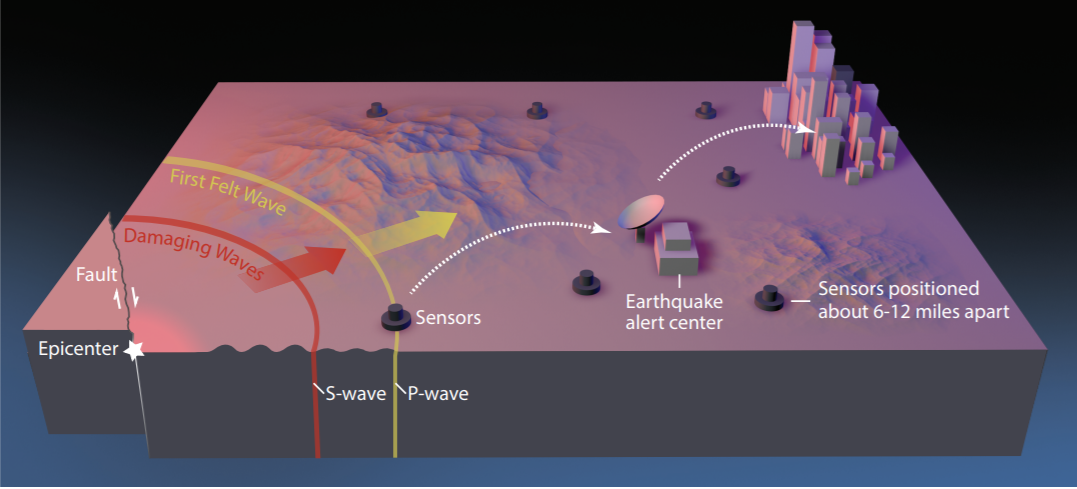 First Felt Wave
Damaging Waves
Fault
Epicenter
Sensors
S-wave
P-wave
Earthquake
alert center
Sensors positioned
about 6-12 miles apart